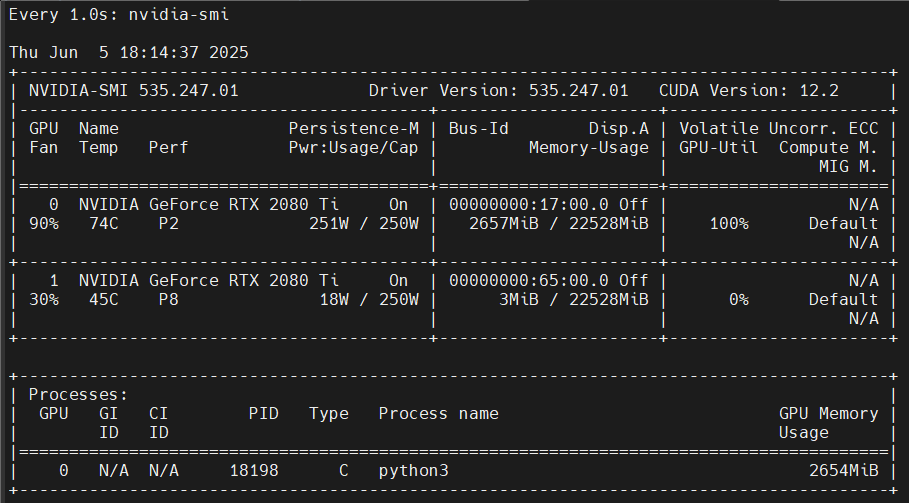 Every 1.0s: nvidia-smi
Thu Jun  5 18:14:37 2025
+---------------------------------------------------------------------------------------+
| NVIDIA-SMI 535.247.01             Driver Version: 535.247.01   CUDA Version: 12.2     |
|-----------------------------------------+----------------------+----------------------+
| GPU  Name                 Persistence-M | Bus-Id        Disp.A | Volatile Uncorr. ECC |
| Fan  Temp   Perf          Pwr:Usage/Cap |         Memory-Usage | GPU-Util  Compute M. |
|                                         |                      |               MIG M. |
|=========================================+======================+======================|
|   0  NVIDIA GeForce RTX 2080 Ti     On  | 00000000:17:00.0 Off |                  N/A |
| 90%   74C    P2             251W / 250W |   2657MiB / 22528MiB |    100%      Default |
|                                         |                      |                  N/A |
+-----------------------------------------+----------------------+----------------------+
|   1  NVIDIA GeForce RTX 2080 Ti     On  | 00000000:65:00.0 Off |                  N/A |
| 30%   45C    P8              18W / 250W |      3MiB / 22528MiB |      0%      Default |
|                                         |                      |                  N/A |
+-----------------------------------------+----------------------+----------------------+
+---------------------------------------------------------------------------------------+
| Processes:                                                                            |
|  GPU   GI   CI        PID   Type   Process name                            GPU Memory |
|        ID   ID                                                             Usage      |
|=======================================================================================|
|    0   N/A  N/A     18198      C   python3                                    2654MiB |
+---------------------------------------------------------------------------------------+